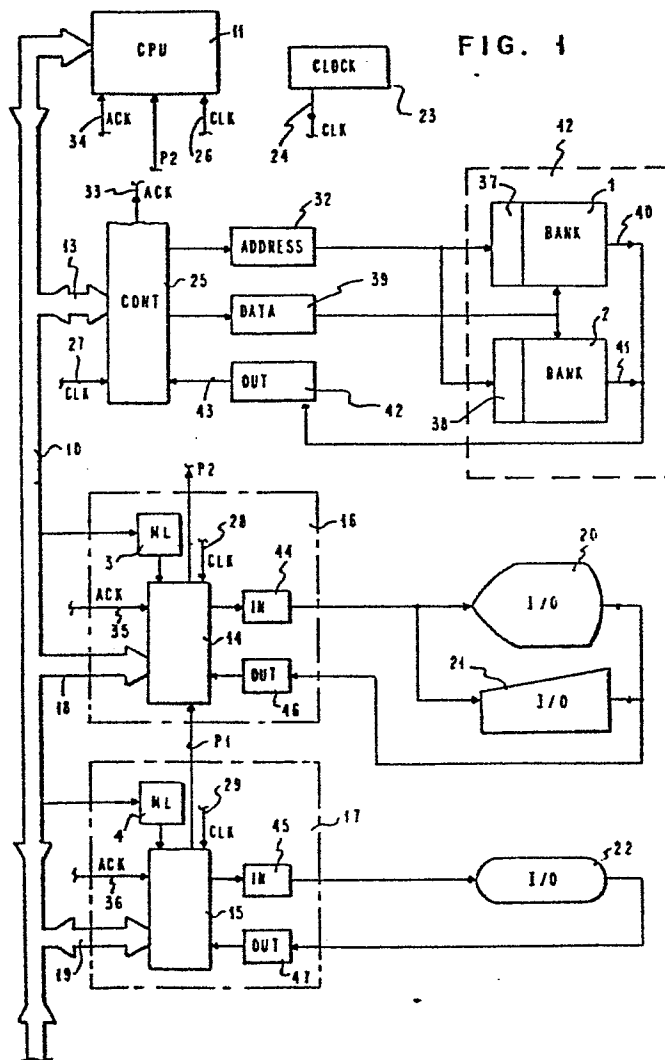 FIG. 1
CPU
11
CLOCK
23
34
ACK
P2
26
CLK
24
CLK
12
33
ACK
32
37
1
BANK
40
13
CONT
25
ADDRESS
39
DATA
2
27
CLK
OUT
43
42
38
BANK
41
10
P2
16
ML
3
28
CLK
44
20
ACK
35
14
IN
I/O
18
OUT
46
21
I/O
P1
ML
4
29
CLK
17
45
22
ACK
36
15
IN
I/O
19
OUT
47